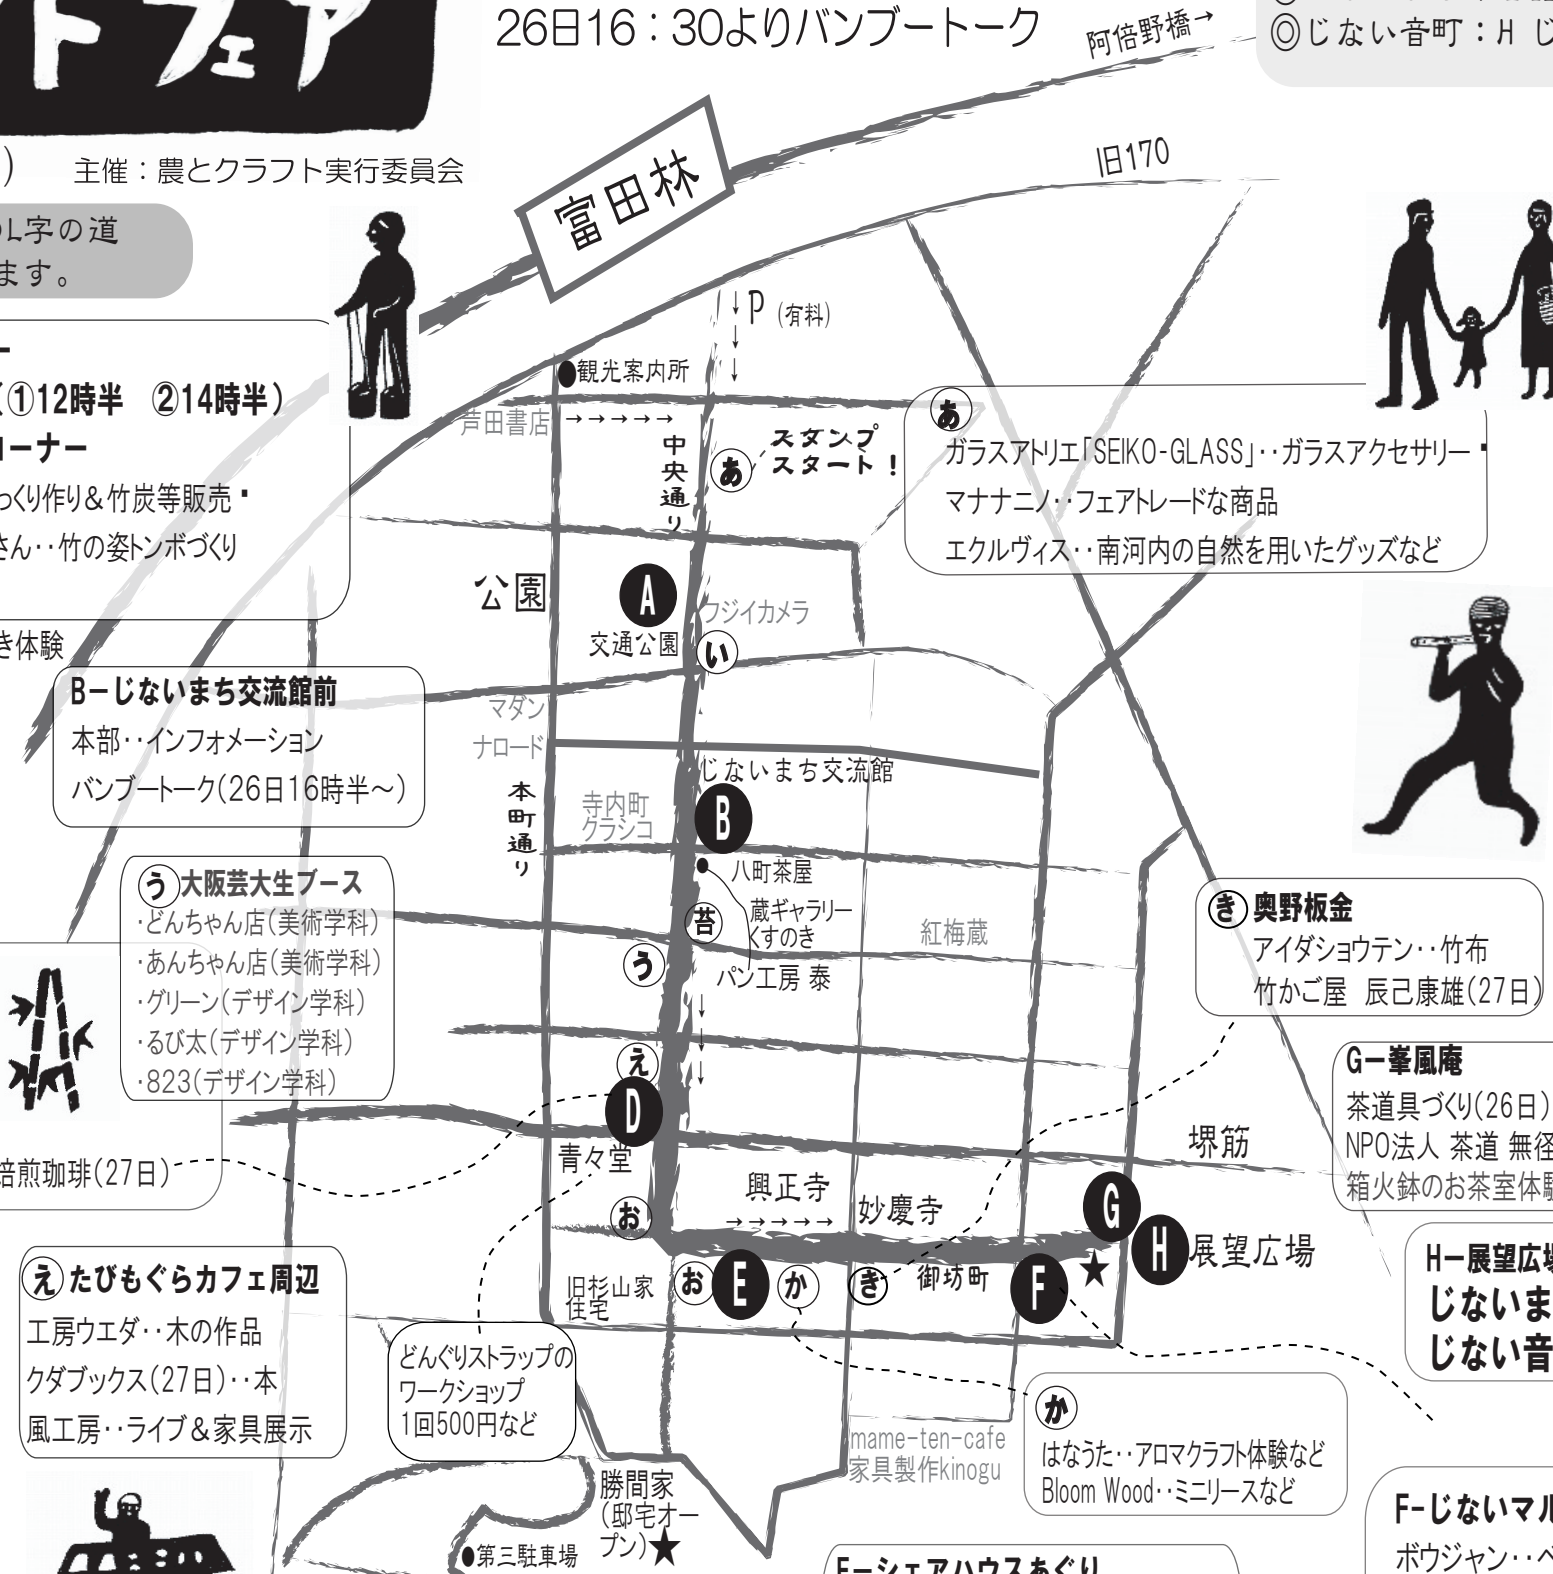 トフェア
26日16：30よりバンブートーク
阿倍野橋→
◎じない音町：H じ
) 主催：農とクラフト実行委員会
L字の道
ます。
富田林
旧170
↓P (有料)
ー
(①12時半 ②14時半)
コーナー
っくり作り＆竹炭等販売・
さん‥竹の姿トンボづくり
き体験
●観光案内所
芦田書店
→→→→→
中央通り
あ
スタンプ
スタート！
あ
ガラスアトリエ「SEIKO-GLASS」‥ガラスアクセサリー・
マナナニノ‥フェアトレードな商品
エクルヴィス‥南河内の自然を用いたグッズなど
公園
A
交通公園
フジイカメラ
い
B－じないまち交流館前
本部‥インフォメーション
バンブートーク(26日16時半～)
マダン
ナロード
じないまち交流館
本町通り
寺内町
クラシコ
B
●八町茶屋
蔵ギャラリー
くすのき
パン工房 泰
苔
紅梅蔵
う
う 大阪芸大生ブース
・どんちゃん店(美術学科)
・あんちゃん店(美術学科)
・グリーン(デザイン学科)
・るび太(デザイン学科)
・823(デザイン学科)
き 奥野板金
アイダショウテン‥竹布
竹かご屋 辰己康雄(27日)
え
D
青々堂
焙煎珈琲(27日)
堺筋
G－峯風庵
茶道具づくり(26日)
NPO法人 茶道 無径
箱火鉢のお茶室体験
お
興正寺
→→→→→
妙慶寺
G
H
展望広場
え たびもぐらカフェ周辺
工房ウエダ‥木の作品
クダブックス(27日)‥本
風工房‥ライブ＆家具展示
旧杉山家
住宅
お
E
か
き
御坊町
F
★
H－展望広場
じないま
じない音
どんぐりストラップの
ワークショップ
1回500円など
か
はなうた‥アロマクラフト体験など
Bloom Wood‥ミニリースなど
mame-ten-cafe
家具製作kinogu
勝間家
(邸宅オー
プン)★
●第三駐車場
E－シェアハウスあぐり
F－じないマル
ボウジャン‥ベ